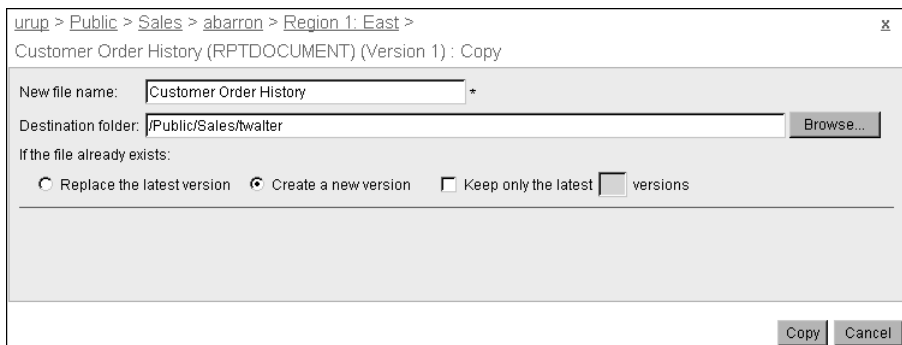 urup > Public > Sales > abarron > Region 1: East > x
Customer Order History (RPTDOCUMENT) (Version 1) : Copy
New file name: Customer Order History *
Destination folder: /Public/Sales/twalter Browse...
If the file already exists:
Replace the latest version Create a new version Keep only the latest versions
Copy Cancel